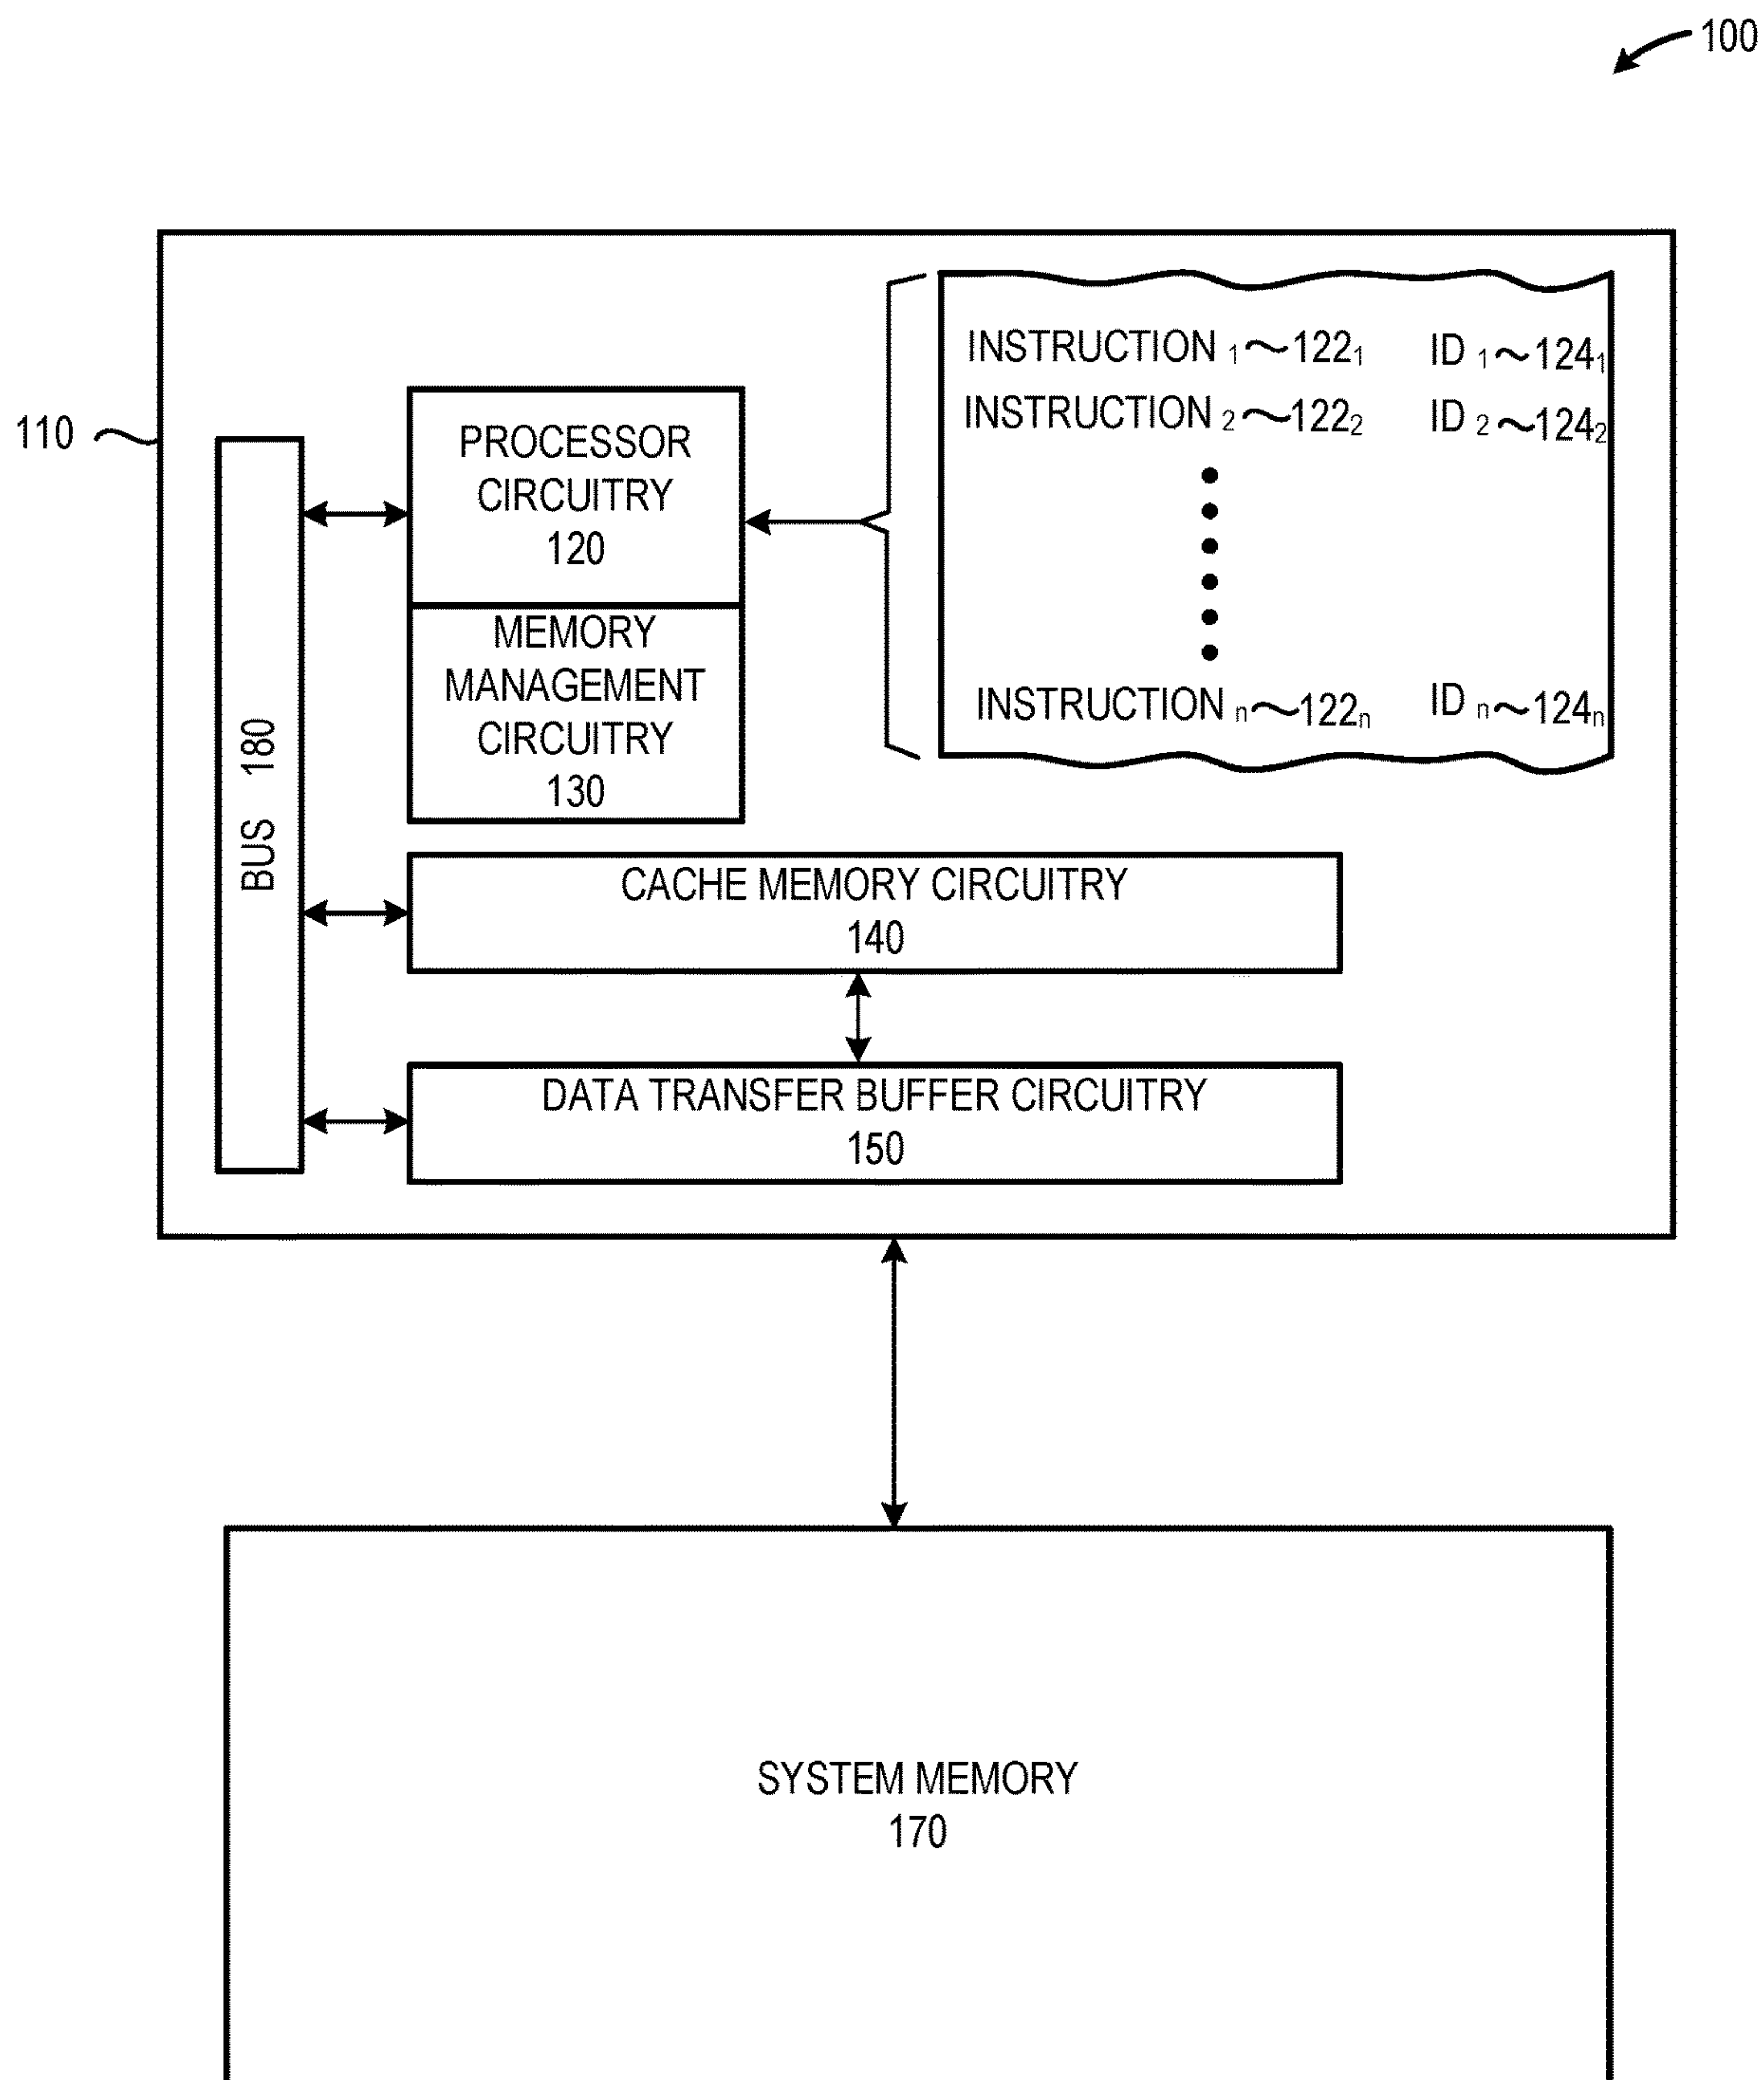 100
110
INSTRUCTION 1~1221 ID 1~1241
INSTRUCTION 2~1222 ID 2~1242
INSTRUCTION n~122n ID n~124n
PROCESSOR
CIRCUITRY
120
MEMORY
MANAGEMENT
CIRCUITRY
130
BUS 180
CACHE MEMORY CIRCUITRY
140
DATA TRANSFER BUFFER CIRCUITRY
150
SYSTEM MEMORY
170